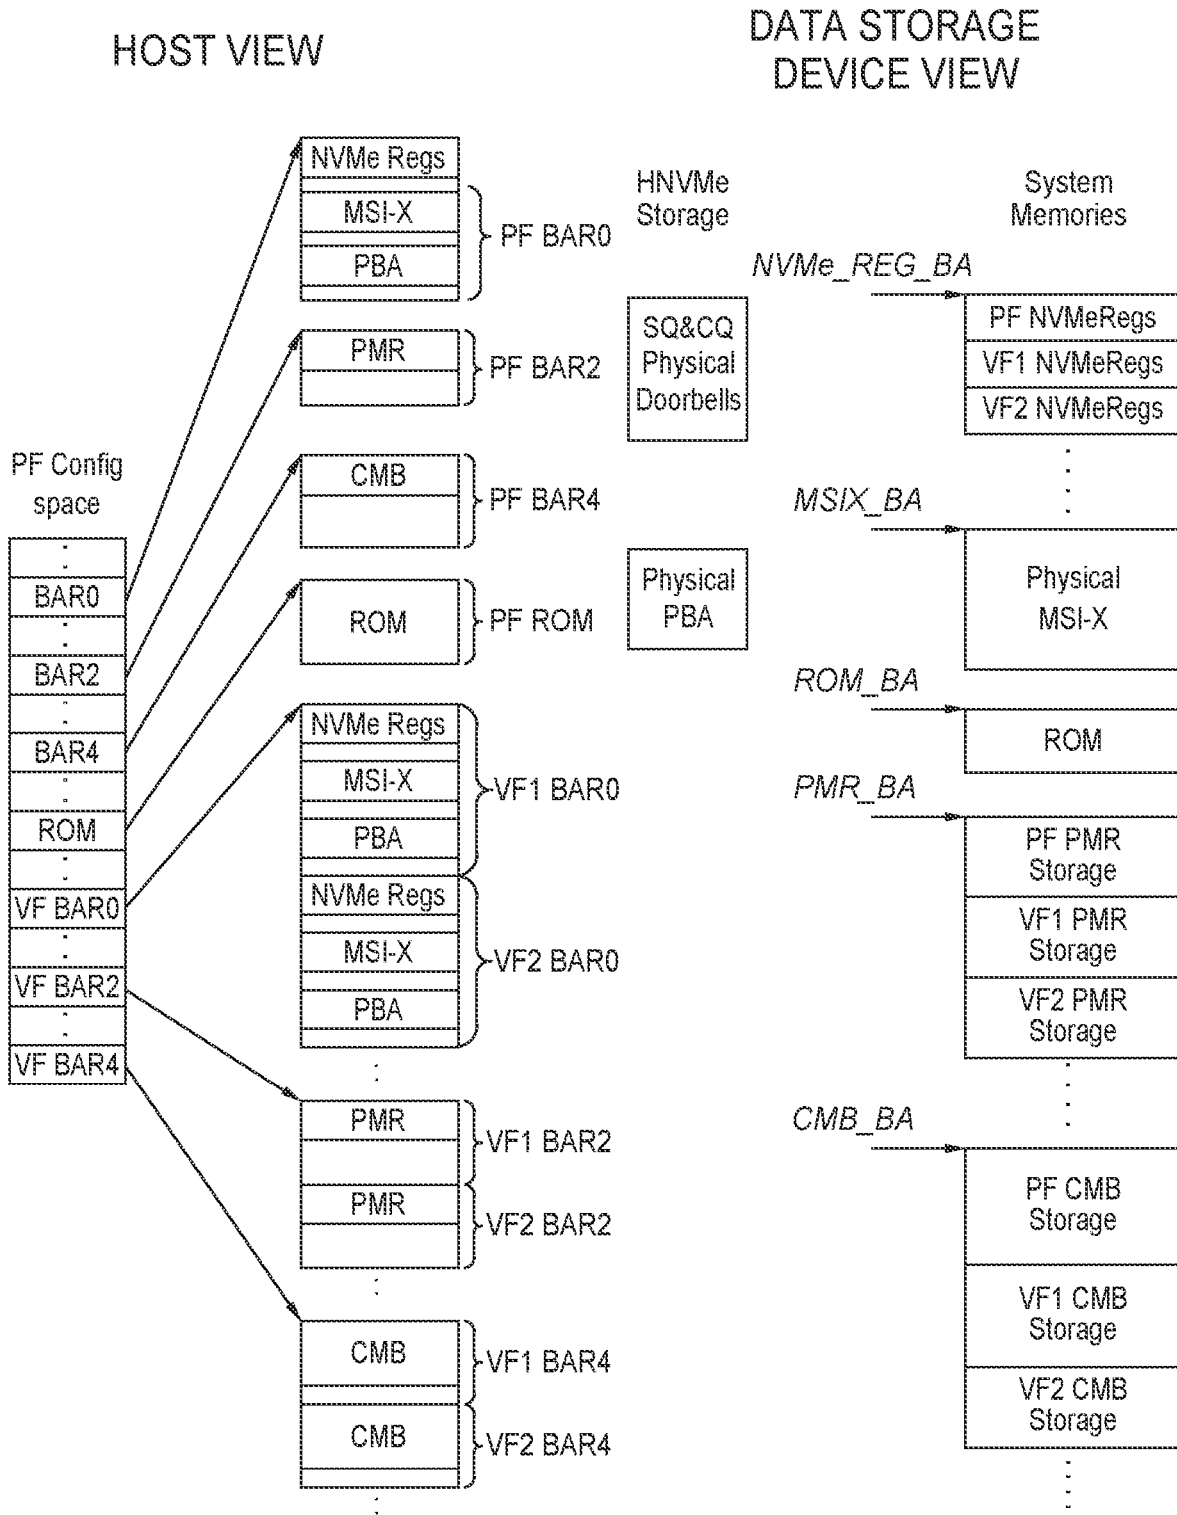 HOST VIEW
DATA STORAGE
DEVICE VIEW
PF Config
space
BAR0
BAR2
BAR4
ROM
VF BAR0
VF BAR2
VF BAR4
NVMe Regs
MSI-X
PBA
PF BAR0
PMR
PF BAR2
CMB
PF BAR4
ROM
PF ROM
NVMe Regs
MSI-X
PBA
VF1 BAR0
NVMe Regs
MSI-X
PBA
VF2 BAR0
PMR
VF1 BAR2
PMR
VF2 BAR2
CMB
VF1 BAR4
CMB
VF2 BAR4
HNVMe
Storage
SQ&CQ
Physical
Doorbells
Physical
PBA
System
Memories
NVMe_REG_BA
PF NVMeRegs
VF1 NVMeRegs
VF2 NVMeRegs
MSIX_BA
Physical
MSI-X
ROM_BA
ROM
PMR_BA
PF PMR
Storage
VF1 PMR
Storage
VF2 PMR
Storage
CMB_BA
PF CMB
Storage
VF1 CMB
Storage
VF2 CMB
Storage